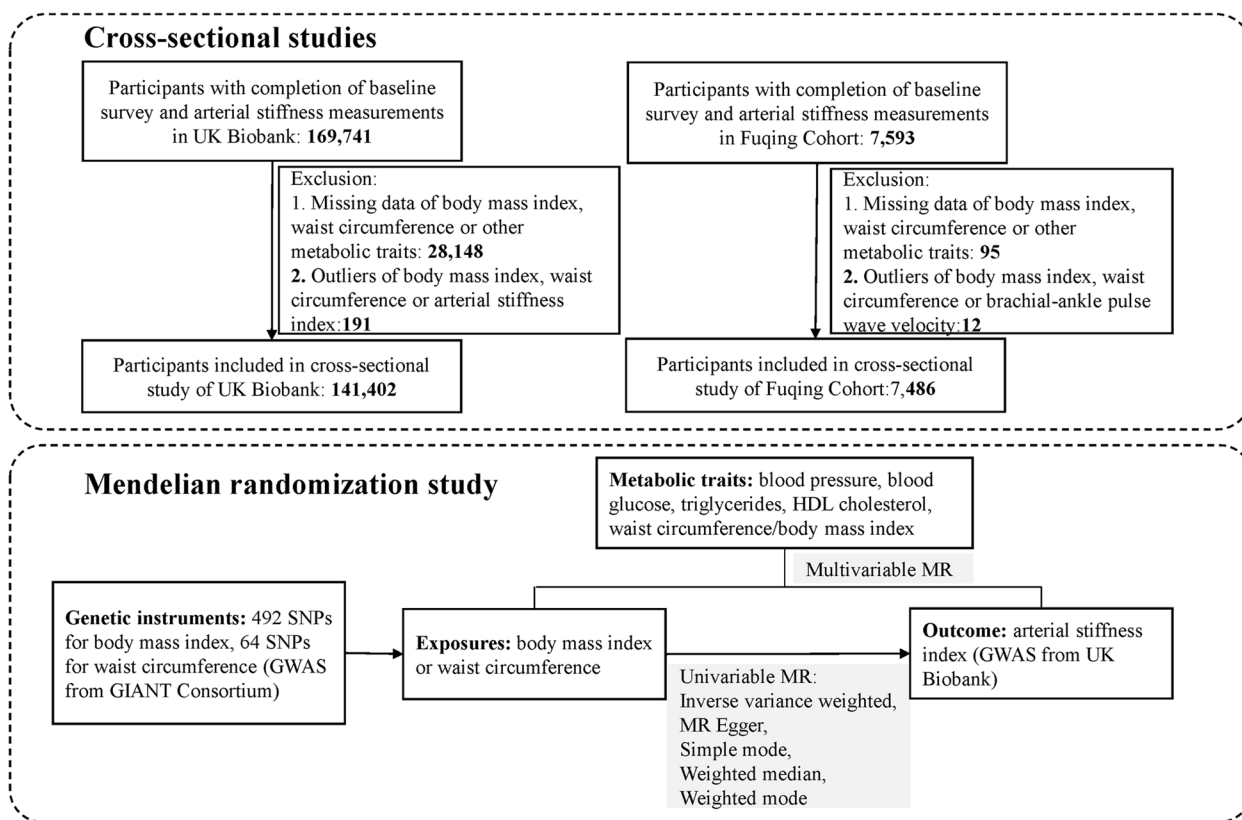 Cross-sectional studies
Participants with completion of baseline
survey and arterial stiffness measurements
in UK Biobank: 169,741
Exclusion:
1. Missing data of body mass index,
waist circumference or other
metabolic traits: 28,148
2. Outliers of body mass index, waist
circumference or arterial stiffness
index:191
Participants included in cross-sectional
study of UK Biobank: 141,402
Participants with completion of baseline
survey and arterial stiffness measurements
in Fuqing Cohort: 7,593
Exclusion:
1. Missing data of body mass index,
waist circumference or other
metabolic traits: 95
2. Outliers of body mass index, waist
circumference or brachial-ankle pulse
wave velocity:12
Participants included in cross-sectional
study of Fuqing Cohort:7,486
Mendelian randomization study
Metabolic traits: blood pressure, blood
glucose, triglycerides, HDL cholesterol,
waist circumference/body mass index
Multivariable MR
Genetic instruments: 492 SNPs
for body mass index, 64 SNPs
for waist circumference (GWAS
from GIANT Consortium)
Exposures: body mass index
or waist circumference
Univariable MR:
Inverse variance weighted,
MR Egger,
Simple mode,
Weighted median,
Weighted mode
Outcome: arterial stiffness
index (GWAS from UK
Biobank)